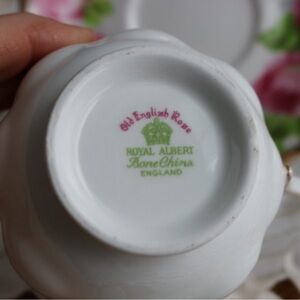 Old English Rose
ROYAL ALBERT
Bone China
ENGLAND